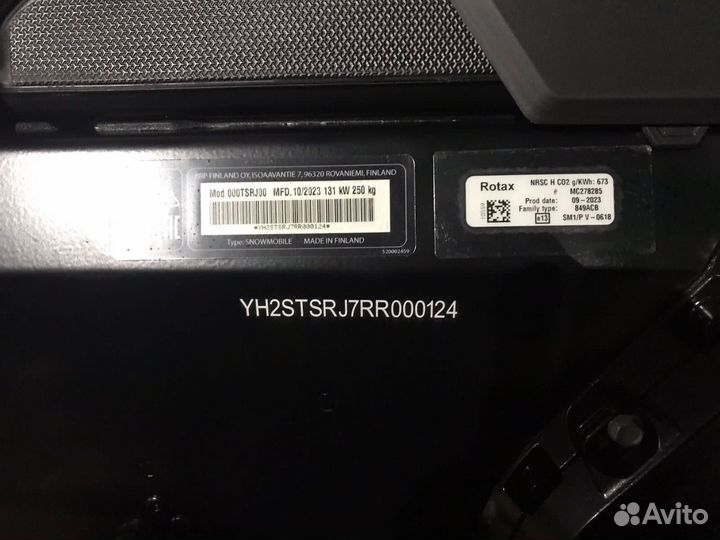 BRP FINLAND OY, ISOAAVANTIE 7, 96320 ROVANIEMI, FINLAND
Mod 000TSRJ00 MFD.10/2023 131 kW 250 kg
*YH2STSRJ7RR000124*
Type: SNOWMOBILE MADE IN FINLAND
520002459
Rotax
10559
NRSC H CO2 g/KWh: 673
# MC278285
Prod date: 09-2023
Family type: 849ACB
e13 SM1/P V-0618
YH2STSRJ7RR000124
Avito